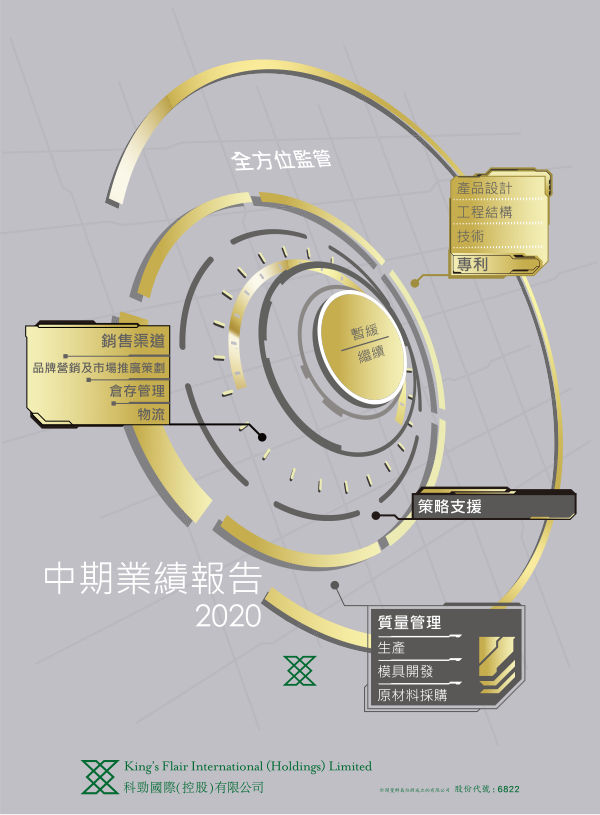 全方位監管
產品設計
工程結構
技術
專利
暫緩
繼續
銷售渠道
品牌營銷及市場推廣策劃
倉存管理
物流
策略支援
中期業績報告
2020
質量管理
生產
模具開發
原材料採購
King's Flair International (Holdings) Limited
科勁國際(控股)有限公司
股份代號：6822